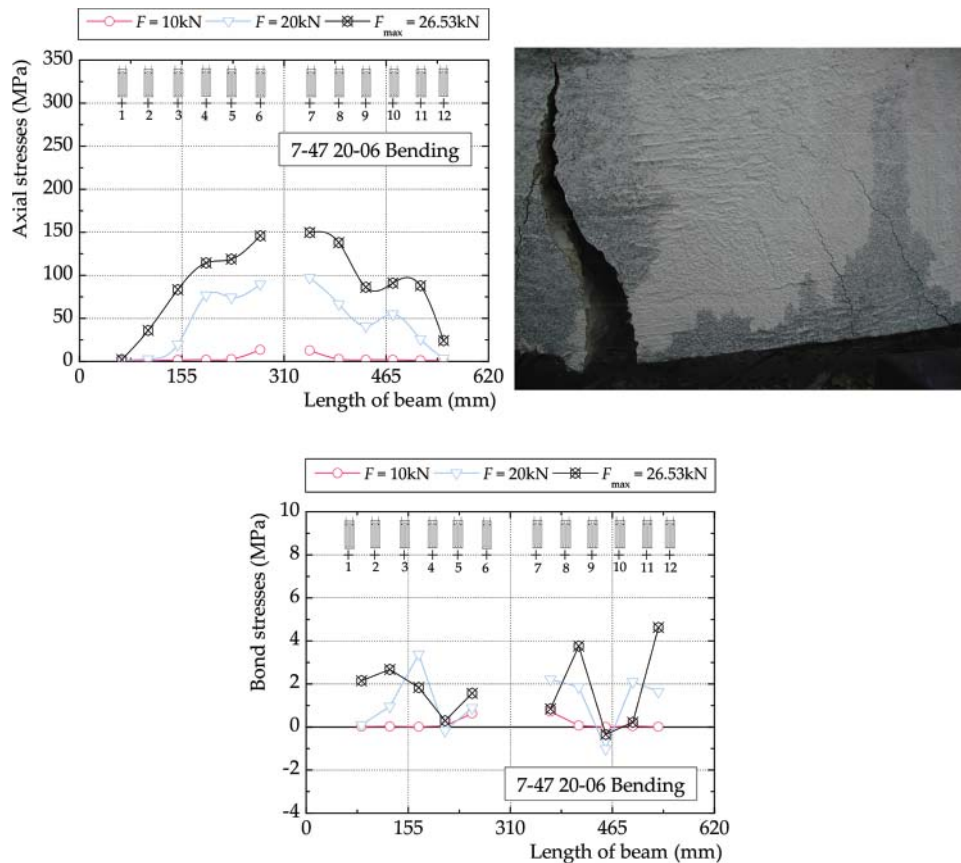 F = 10kN F = 20kN Fmax = 26.53kN
350
300
250
200
150
100
50
0
Axial stresses (MPa)
1 2 3 4 5 6 7 8 9 10 11 12
7-47 20-06 Bending
0 155 310 465 620
Length of beam (mm)
F = 10kN F = 20kN Fmax = 26.53kN
10
8
6
4
2
0
-2
-4
Bond stresses (MPa)
1 2 3 4 5 6 7 8 9 10 11 12
7-47 20-06 Bending
0 155 310 465 620
Length of beam (mm)